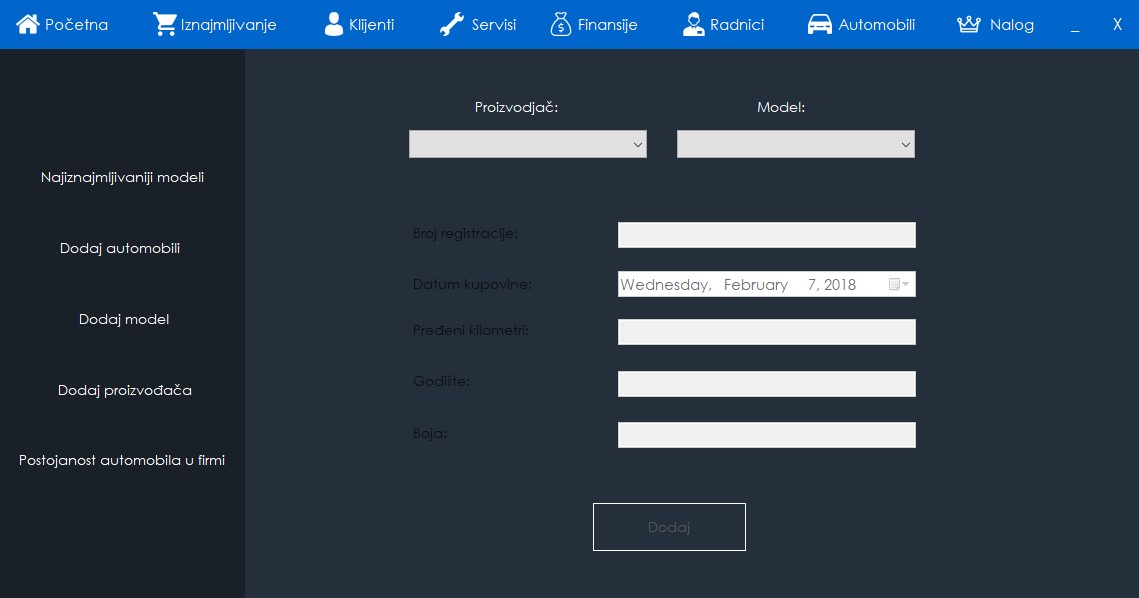 Početna Iznajmljivanje Klijenti Servisi Finansije Radnici Automobili Nalog _ X
Najiznajmljivaniji modeli
Dodaj automobili
Dodaj model
Dodaj proizvođača
Postojanost automobila u firmi
Proizvodjač: Model:
Broj registracije:
Datum kupovine: Wednesday, February 7, 2018
Pređeni kilometri:
Godište:
Boja:
Dodaj